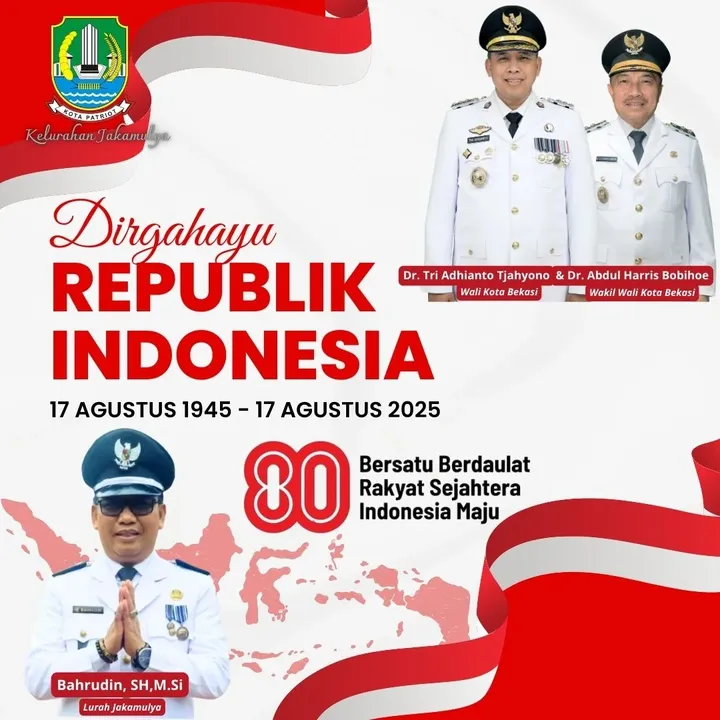 KOTA PATRIOT
Kelurahan Jakamulya
Dr. Tri Adhianto Tjahyono & Dr. Abdul Harris Bobihoe
Wali Kota Bekasi
Wakil Wali Kota Bekasi
Dirgahayu
REPUBLIK
INDONESIA
17 AGUSTUS 1945 - 17 AGUSTUS 2025
80
Bersatu Berdaulat
Rakyat Sejahtera
Indonesia Maju
Bahrudin, SH,M.Si
Lurah Jakamulya